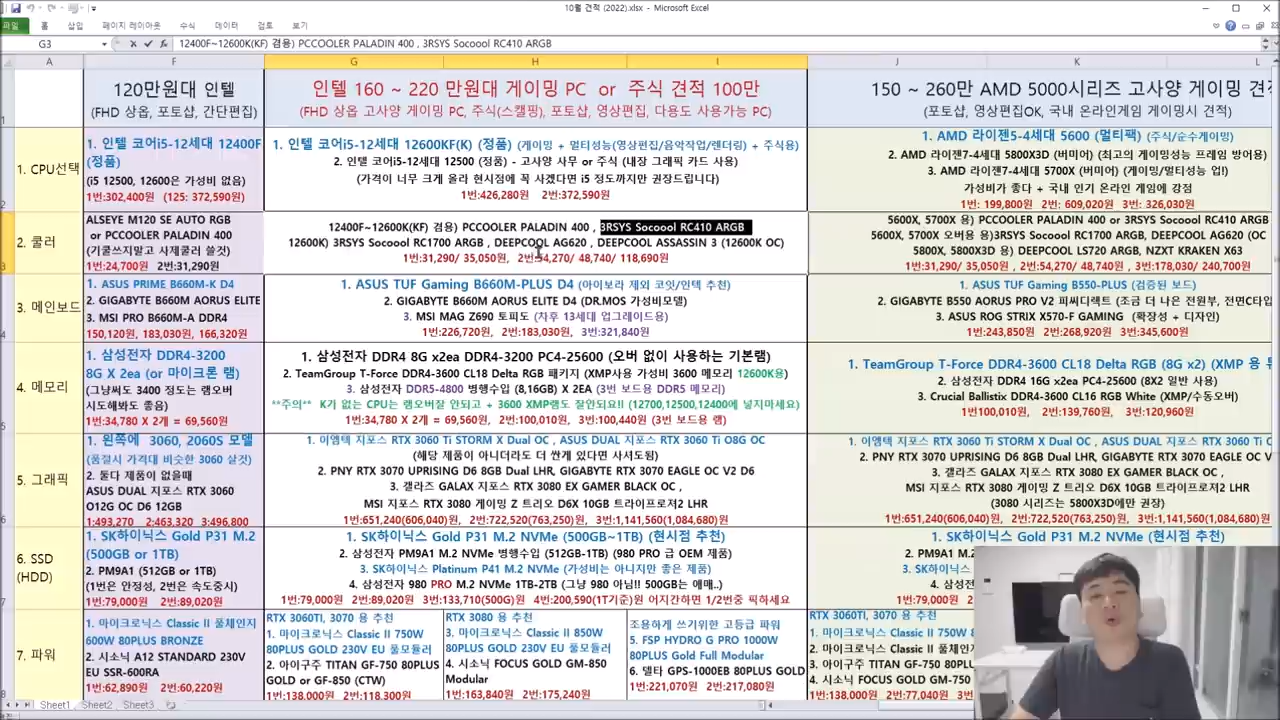 10월 견적 (2022).xlsx - Microsoft Excel
파일 홈 삽입 페이지 레이아웃 수식 데이터 검토 보기
G3 fx 12400F~12600K(KF) 겸용) PCCOOLER PALADIN 400 , 3RSYS Socoool RC410 ARGB
A F G H I J K L
120만원대 인텔
(FHD 상옵, 포토샵, 간단편집)
인텔 160 ~ 220 만원대 게이밍 PC or 주식 견적 100만
(FHD 상옵 고사양 게이밍 PC, 주식(스캘핑), 포토샵, 영상편집, 다용도 사용가능 PC)
150 ~ 260만 AMD 5000시리즈 고사양 게이밍
(포토샵, 영상편집OK, 국내 온라인게임 게이밍시 견적)
1
1. CPU선택
1. 인텔 코어i5-12세대 12400F
(정품)
(i5 12500, 12600은 가성비 없음)
1번:302,400원 (125: 372,590원)
1. 인텔 코어i5-12세대 12600KF(K) (정품) (게이밍 + 멀티성능(영상편집/음악작업/랜더링) + 주식용)
2. 인텔 코어i5-12세대 12500 (정품) - 고사양 사무 or 주식 (내장 그래픽 카드 사용)
(가격이 너무 크게 올라 현시점에 꼭 사겠다면 i5 정도까지만 권장드립니다)
1번:426,280원 2번:372,590원
1. AMD 라이젠5-4세대 5600 (멀티팩) (주식/순수게이밍)
2. AMD 라이젠7-4세대 5800X3D (버미어) (최고의 게이밍성능 프레임 방어용)
3. AMD 라이젠7-4세대 5700X (버미어) (게이밍/멀티성능 업!)
가성비가 좋다 + 국내 인기 온라인 게임에 강점
1번: 199,800원 2번: 609,020원 3번: 326,030원
2
2. 쿨러
ALSEYE M120 SE AUTO RGB
or PCCOOLER PALADIN 400
(기쿨쓰지말고 사제쿨러 쓸것)
1번:24,700원 2번:31,290원
12400F~12600K(KF) 겸용) PCCOOLER PALADIN 400 , 3RSYS Socoool RC410 ARGB
12600K) 3RSYS Socoool RC1700 ARGB , DEEPCOOL AG620 , DEEPCOOL ASSASSIN 3 (12600K OC)
1번:31,290/ 35,050원, 2번:54,270/ 48,740/ 118,690원
5600X, 5700X 용) PCCOOLER PALADIN 400 or 3RSYS Socoool RC410 ARGB
5600X, 5700X 오버용 용)3RSYS Socoool RC1700 ARGB, DEEPCOOL AG620, (OC
5800X, 5800X3D 용) DEEPCOOL LS720 ARGB, NZXT KRAKEN X63
1번:31,290/ 35,050원 , 2번:54,270/ 48,740원 , 3번:178,030/ 240,700원
3
3. 메인보드
1. ASUS PRIME B660M-K D4
2. GIGABYTE B660M AORUS ELITE
3. MSI PRO B660M-A DDR4
150,120원, 183,030원, 166,320원
1. ASUS TUF Gaming B660M-PLUS D4 (아이보라 제외 코잇/인텍 추천)
2. GIGABYTE B660M AORUS ELITE D4 (DR.MOS 가성비모델)
3. MSI MAG Z690 토피도 (차후 13세대 업그레이드용)
1번:226,720원, 2번:183,030원, 3번:321,840원
1. ASUS TUF Gaming B550-PLUS (검증된 보드)
2. GIGABYTE B550 AORUS PRO V2 피씨디렉트 (조금 더 나은 전원부, 전면C타입
3. ASUS ROG STRIX X570-F GAMING (확장성 + 디자인)
1번:243,850원 2번:268,920원 3번:345,600원
4
4. 메모리
1. 삼성전자 DDR4-3200
8G X 2ea (or 마이크론 램)
(그냥써도 3400 정도는 램오버
시도해봐도 좋음)
1번:34,780 X 2개 = 69,560원
1. 삼성전자 DDR4 8G x2ea DDR4-3200 PC4-25600 (오버 없이 사용하는 기본램)
2. TeamGroup T-Force DDR4-3600 CL18 Delta RGB 패키지 (XMP사용 가성비 3600 메모리 12600K용)
3. 삼성전자 DDR5-4800 병행수입 (8,16GB) X 2EA (3번 보드용 DDR5 메모리)
**주의** K가 없는 CPU는 램오버잘 안되고 + 3600 XMP램도 잘안되요!! (12700,12500,12400에 넣지마세요)
1번:34,780 X 2개 = 69,560원 2번:100,010원, 3번:100,440원 (3번 보드용 램)
1. TeamGroup T-Force DDR4-3600 CL18 Delta RGB (8G x2) (XMP 용
2. 삼성전자 DDR4 16G x2ea PC4-25600 (8X2 일반 사용)
3. Crucial Ballistix DDR4-3600 CL16 RGB White (XMP/수동오버)
1번100,010원, 2번:139,760원, 3번:120,960원
5
5. 그래픽
1. 왼쪽에 3060, 2060S 모델
(품절시 가격대 비슷한 3060 살것)
2. 둘다 제품이 없을때
ASUS DUAL 지포스 RTX 3060
O12G OC D6 12GB
1:493,270 2:463,320 3:496,800
1. 이엠텍 지포스 RTX 3060 Ti STORM X Dual OC , ASUS DUAL 지포스 RTX 3060 Ti O8G OC
(해당 제품이 아니더라도 더 싼게 있다면 사셔도됨)
2. PNY RTX 3070 UPRISING D6 8GB Dual LHR, GIGABYTE RTX 3070 EAGLE OC V2 D6
3. 갤라즈 GALAX 지포스 RTX 3080 EX GAMER BLACK OC ,
MSI 지포스 RTX 3080 게이밍 Z 트리오 D6X 10GB 트라이프로저2 LHR
1번:651,240(606,040)원, 2번:722,520(763,250)원, 3번:1,141,560(1,084,680)원
1. 이엠텍 지포스 RTX 3060 Ti STORM X Dual OC , ASUS DUAL 지포스 RTX 3060 Ti O
2. PNY RTX 3070 UPRISING D6 8GB Dual LHR, GIGABYTE RTX 3070 EAGLE OC
3. 갤라즈 GALAX 지포스 RTX 3080 EX GAMER BLACK OC ,
MSI 지포스 RTX 3080 게이밍 Z 트리오 D6X 10GB 트라이프로저2 LHR
(3080 시리즈는 5800X3D에만 권장)
1번:651,240(606,040)원, 2번:722,520(763,250)원, 3번:1,141,560(1,084,680)원
6
6. SSD
(HDD)
1. SK하이닉스 Gold P31 M.2
(500GB or 1TB)
2. PM9A1 (512GB or 1TB)
(1번은 안정성, 2번은 속도중시)
1번:79,000원 2번:89,020원
1. SK하이닉스 Gold P31 M.2 NVMe (500GB~1TB) (현시점 추천)
2. 삼성전자 PM9A1 M.2 NVMe 병행수입 (512GB-1TB) (980 PRO 급 OEM 제품)
3. SK하이닉스 Platinum P41 M.2 NVMe (가성비는 아니지만 좋은 제품)
4. 삼성전자 980 PRO M.2 NVMe 1TB-2TB (그냥 980 아님!! 500GB는 애매..)
1번:79,000원 2번:89,020원 3번:133,710(500G)원 4번:200,590(1T기준)원 어지간하면 1/2번중 픽하세요
1. SK하이닉스 Gold P31 M.2 NVMe (현시점 추천)
2. PM9A1 M
3. SK하이
4. 삼성전
1번:79,000원
7
7. 파워
1. 마이크로닉스 Classic II 풀체인지
600W 80PLUS BRONZE
2. 시소닉 A12 STANDARD 230V
EU SSR-600RA
1번:62,890원 2번:60,220원
RTX 3060TI, 3070 용 추천
1. 마이크로닉스 Classic II 750W
80PLUS GOLD 230V EU 풀모듈러
2. 아이구주 TITAN GF-750 80PLUS
GOLD or GF-850 (CTW)
1번:138,000원 2번:118,300원
RTX 3080 용 추천
3. 마이크로닉스 Classic II 850W
80PLUS GOLD 230V EU 풀모듈러
4. 시소닉 FOCUS GOLD GM-850
Modular
1번:163,840원 2번:175,240원
조용하게 쓰기위한 고등급 파워
5. FSP HYDRO G PRO 1000W
80PLUS Gold Full Modular
6. 델타 GPS-1000EB 80PLUS GOLD
1번:221,070원 2번:217,080원
RTX 3060TI, 3070 용 추천
1. 마이크로닉스 Classic II 750W 8
2. 마이크로닉스 Classic II 풀체인
3. 아이구주 TITAN GF-750 80PLUS
4. 시소닉 FOCUS GOLD GM-750
1번:138,000원 2번:77,040원 3번
8
Sheet1 Sheet2 Sheet3